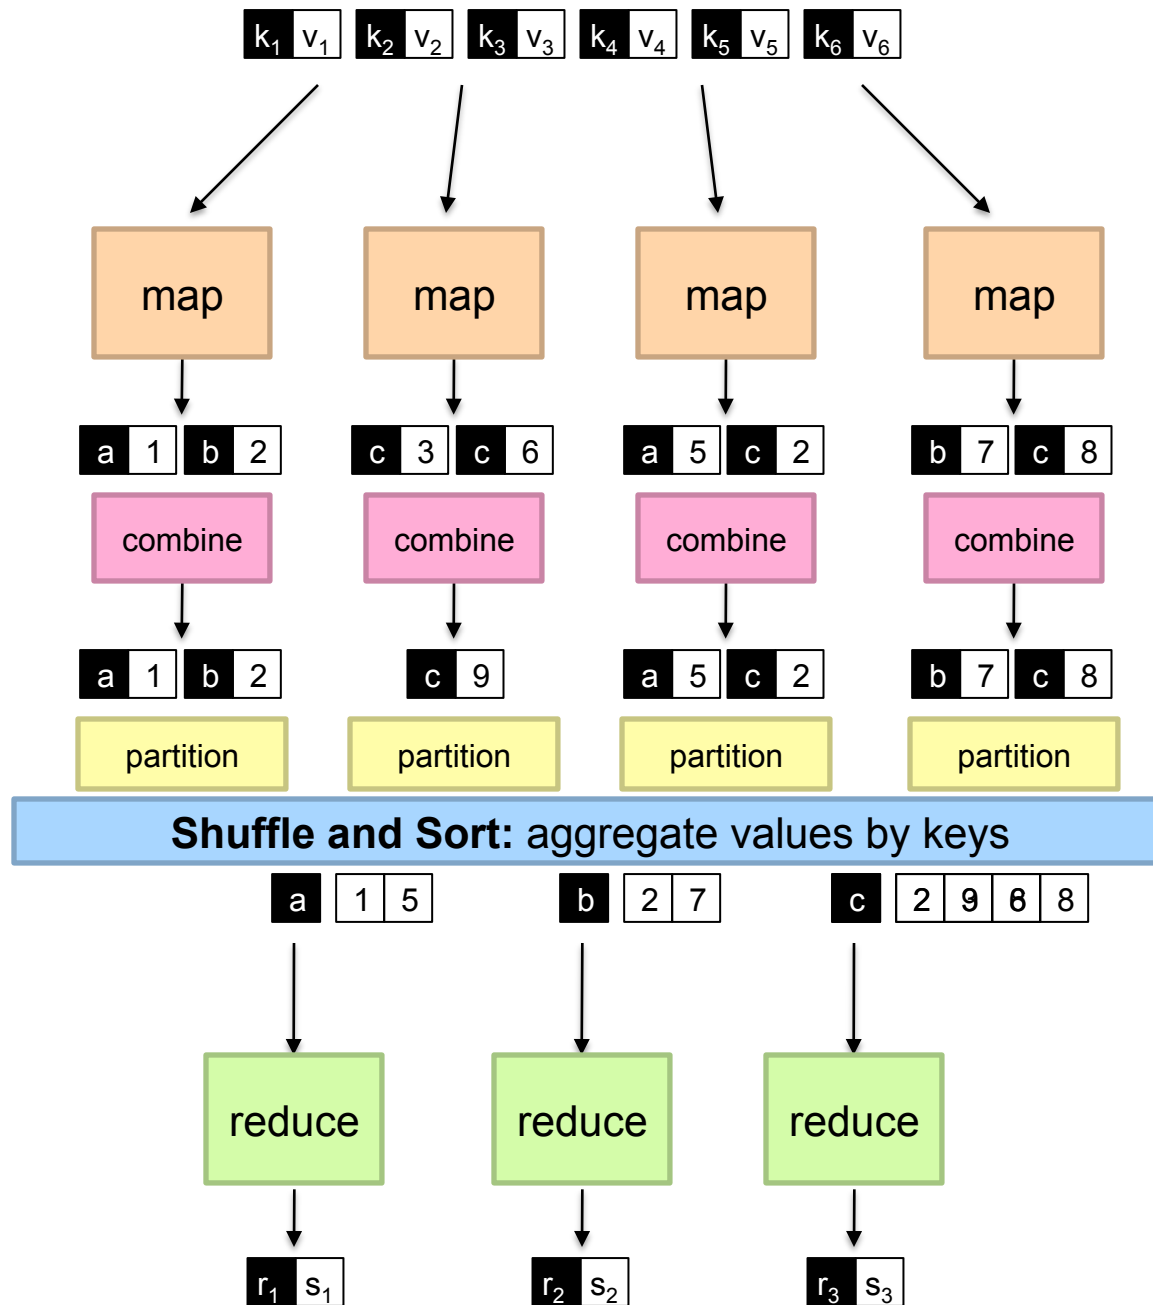 k1 v1 k2 v2 k3 v3 k4 v4 k5 v5 k6 v6
map map map map
a 1 b 2 c 3 c 6 a 5 c 2 b 7 c 8
combine combine combine combine
a 1 b 2 c 9 a 5 c 2 b 7 c 8
partition partition partition partition
Shuffle and Sort: aggregate values by keys
a 1 5 b 2 7 c 2 8
reduce reduce reduce
r1 s1 r2 s2 r3 s3